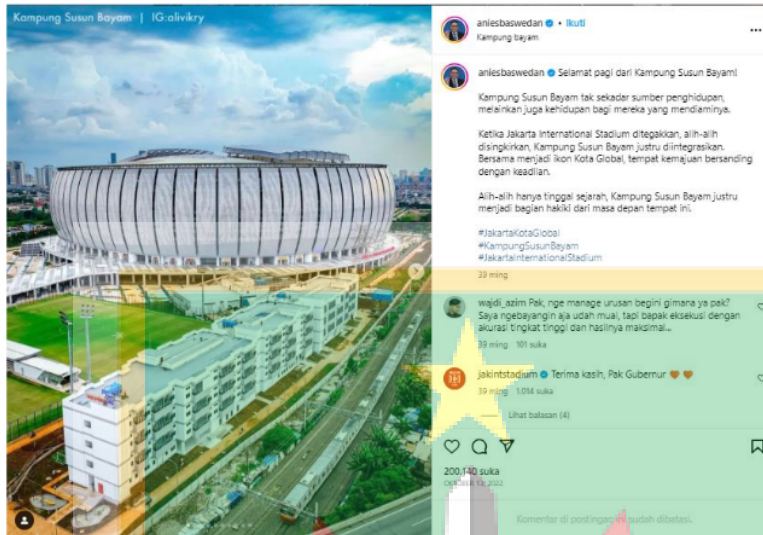 Kampung Susun Bayam | IG:alivikry
aniesbaswedan • Ikuti
Kampung bayam
aniesbaswedan Selamat pagi dari Kampung Susun Bayam!
Kampung Susun Bayam tak sekadar sumber penghidupan,
melainkan juga kehidupan bagi mereka yang mendiaminya.
Ketika Jakarta International Stadium ditegakkan, alih-alih
disingkirkan, Kampung Susun Bayam justru diintegrasikan.
Bersama menjadi ikon Kota Global, tempat kemajuan bersanding
dengan keadilan.
Alih-alih hanya tinggal sejarah, Kampung Susun Bayam justru
menjadi bagian hakiki dari masa depan tempat ini.
#JakartaKotaGlobal
#KampungSusunBayam
#JakartaInternationalStadium
39 ming
wajdi_azim Pak, nge manage urusan begini gimana ya pak?
Saya ngebayangin aja udah mual, tapi bapak eksekusi dengan
akurasi tingkat tinggi dan hasilnya maksimal...
39 ming 101 suka
jakintstadium Terima kasih, Pak Gubernur 🧡 🧡
39 ming 1.014 suka
Lihat balasan (4)
200.140 suka
OKTOBER 13, 2022
Komentar di postingan ini sudah dibatasi.